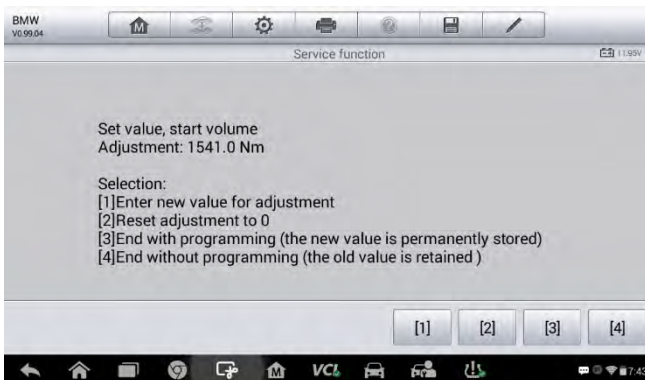 BMW
V0.99.04
M
Service function
11.95V
Set value, start volume
Adjustment: 1541.0 Nm
Selection:
[1]Enter new value for adjustment
[2]Reset adjustment to 0
[3]End with programming (the new value is permanently stored)
[4]End without programming (the old value is retained )
[1] [2] [3] [4]
M VCI 7:43